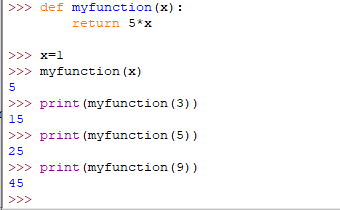 >>> def myfunction(x):
        return 5*x

>>> x=1
>>> myfunction(x)
5
>>> print(myfunction(3))
15
>>> print(myfunction(5))
25
>>> print(myfunction(9))
45
>>>